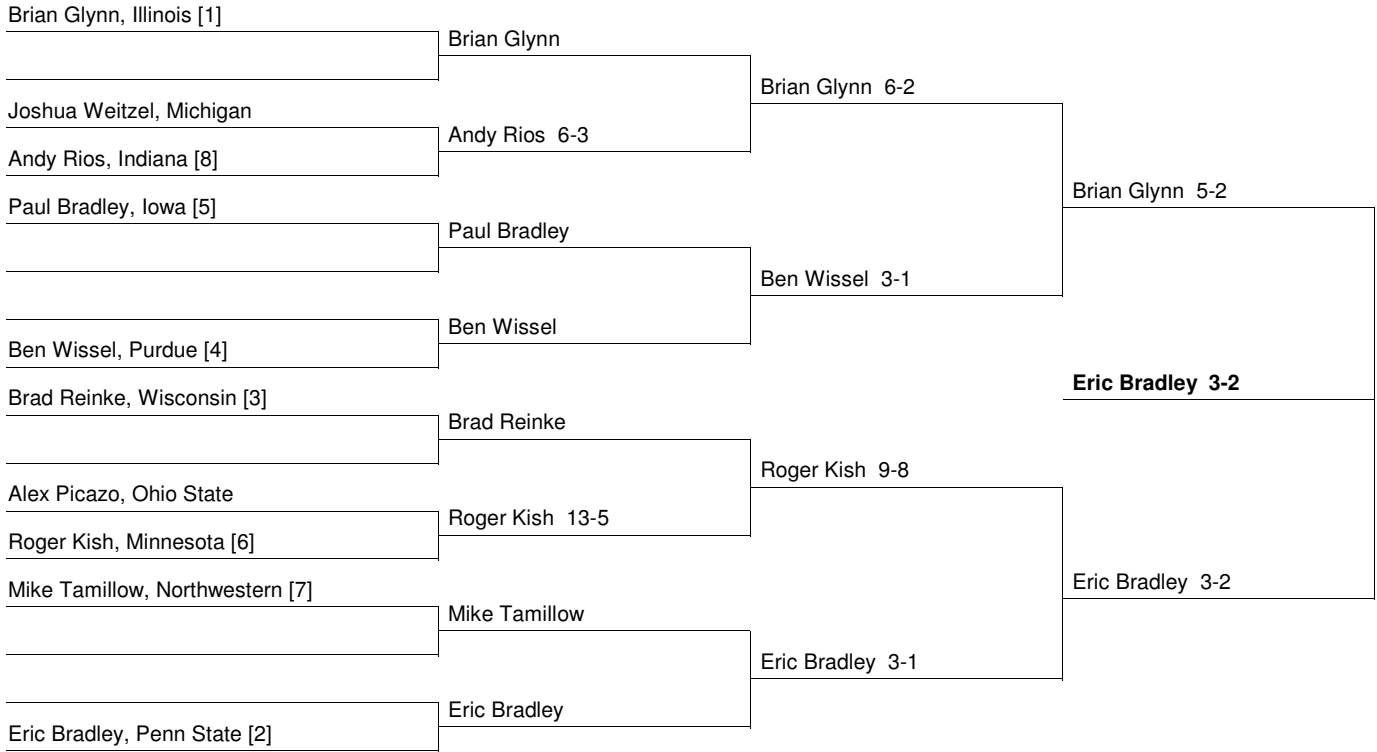 Brian Glynn, Illinois [1]
Joshua Weitzel, Michigan
Andy Rios, Indiana [8]
Paul Bradley, Iowa [5]
Ben Wissel, Purdue [4]
Brad Reinke, Wisconsin [3]
Alex Picazo, Ohio State
Roger Kish, Minnesota [6]
Mike Tamillow, Northwestern [7]
Eric Bradley, Penn State [2]
Brian Glynn
Andy Rios 6-3
Paul Bradley
Ben Wissel
Brad Reinke
Roger Kish 13-5
Mike Tamillow
Eric Bradley
Brian Glynn 6-2
Ben Wissel 3-1
Roger Kish 9-8
Eric Bradley 3-1
Brian Glynn 5-2
Eric Bradley 3-2
Eric Bradley 3-2